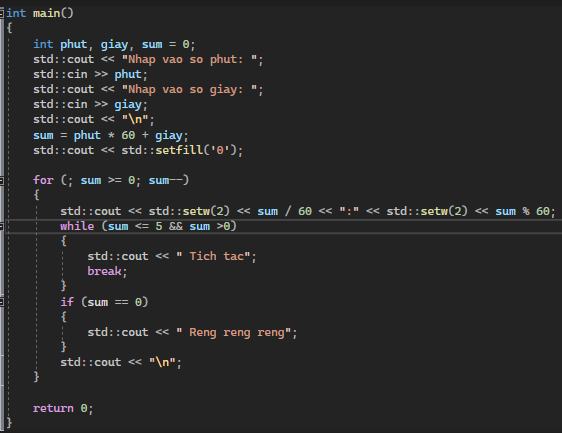 int main()
{
    int phut, giay, sum = 0;
    std::cout << "Nhap vao so phut: ";
    std::cin >> phut;
    std::cout << "Nhap vao so giay: ";
    std::cin >> giay;
    std::cout << "\n";
    sum = phut * 60 + giay;
    std::cout << std::setfill('0');

    for (; sum >= 0; sum--)
    {
        std::cout << std::setw(2) << sum / 60 << ":" << std::setw(2) << sum % 60;
        while (sum <= 5 && sum >0)
        {
            std::cout << " Tich tac";
            break;
        }
        if (sum == 0)
        {
            std::cout << " Reng reng reng";
        }
        std::cout << "\n";
    }

    return 0;
}